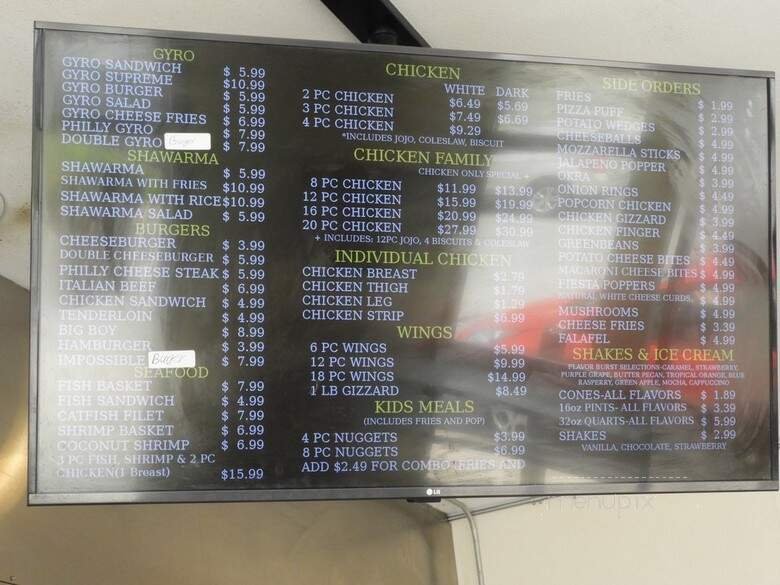 GYRO
GYRO SANDWICH $ 5.99
GYRO SUPREME $10.99
GYRO BURGER $ 5.99
GYRO SALAD $ 5.99
GYRO CHEESE FRIES $ 6.99
PHILLY GYRO $ 7.99
DOUBLE GYRO Burger $ 7.99
SHAWARMA
SHAWARMA $ 5.99
SHAWARMA WITH FRIES $10.99
SHAWARMA WITH RICE $10.99
SHAWARMA SALAD $ 5.99
BURGERS
CHEESEBURGER $ 3.99
DOUBLE CHEESEBURGER $ 5.99
PHILLY CHEESE STEAK $ 5.99
ITALIAN BEEF $ 6.99
CHICKEN SANDWICH $ 4.99
TENDERLOIN $ 4.99
BIG BOY $ 8.99
HAMBURGER $ 3.99
IMPOSSIBLE Burger $ 7.99
SEAFOOD
FISH BASKET $ 7.99
FISH SANDWICH $ 4.99
CATFISH FILET $ 7.99
SHRIMP BASKET $ 6.99
COCONUT SHRIMP $ 6.99
3 PC FISH, SHRIMP & 2 PC
CHICKEN(1 Breast) $15.99
CHICKEN
WHITE DARK
2 PC CHICKEN $6.49 $5.69
3 PC CHICKEN $7.49 $6.69
4 PC CHICKEN $9.29
*INCLUDES JOJO, COLESLAW, BISCUIT
CHICKEN FAMILY
CHICKEN ONLY SPECIAL +
8 PC CHICKEN $11.99 $13.99
12 PC CHICKEN $15.99 $19.99
16 PC CHICKEN $20.99 $24.99
20 PC CHICKEN $27.99 $30.99
+ INCLUDES: 12PC JOJO, 4 BISCUITS & COLESLAW
INDIVIDUAL CHICKEN
CHICKEN BREAST $2.79
CHICKEN THIGH $1.79
CHICKEN LEG $1.29
CHICKEN STRIP $6.99
WINGS
6 PC WINGS $5.99
12 PC WINGS $9.99
18 PC WINGS $14.99
1 LB GIZZARD $8.49
KIDS MEALS
(INCLUDES FRIES AND POP)
4 PC NUGGETS $3.99
8 PC NUGGETS $6.99
ADD $2.49 FOR COMBO (FRIES AND
SIDE ORDERS
FRIES $ 1.99
PIZZA PUFF $ 2.99
POTATO WEDGES $ 2.99
CHEESEBALLS $ 4.99
MOZZARELLA STICKS $ 4.99
JALAPENO POPPER $ 4.99
OKRA $ 3.99
ONION RINGS $ 4.49
POPCORN CHICKEN $ 4.99
CHICKEN GIZZARD $ 3.99
CHICKEN FINGER $ 4.49
GREENBEANS $ 3.99
POTATO CHEESE BITES $ 4.49
MACARONI CHEESE BITES $ 4.99
FIESTA POPPERS $ 4.99
NATURAL WHITE CHEESE CURDS $ 4.99
MUSHROOMS $ 4.99
CHEESE FRIES $ 3.39
FALAFEL $ 4.99
SHAKES & ICE CREAM
FLAVOR BURST SELECTIONS-CARAMEL, STRAWBERRY,
PURPLE GRAPE, BUTTER PECAN, TROPICAL ORANGE, BLUE
RASPERRY, GREEN APPLE, MOCHA, CAPPUCCINO
CONES-ALL FLAVORS $ 1.89
16oz PINTS- ALL FLAVORS $ 3.39
32oz QUARTS-ALL FLAVORS $ 5.99
SHAKES $ 2.99
VANILLA, CHOCOLATE, STRAWBERRY
LG
menupix